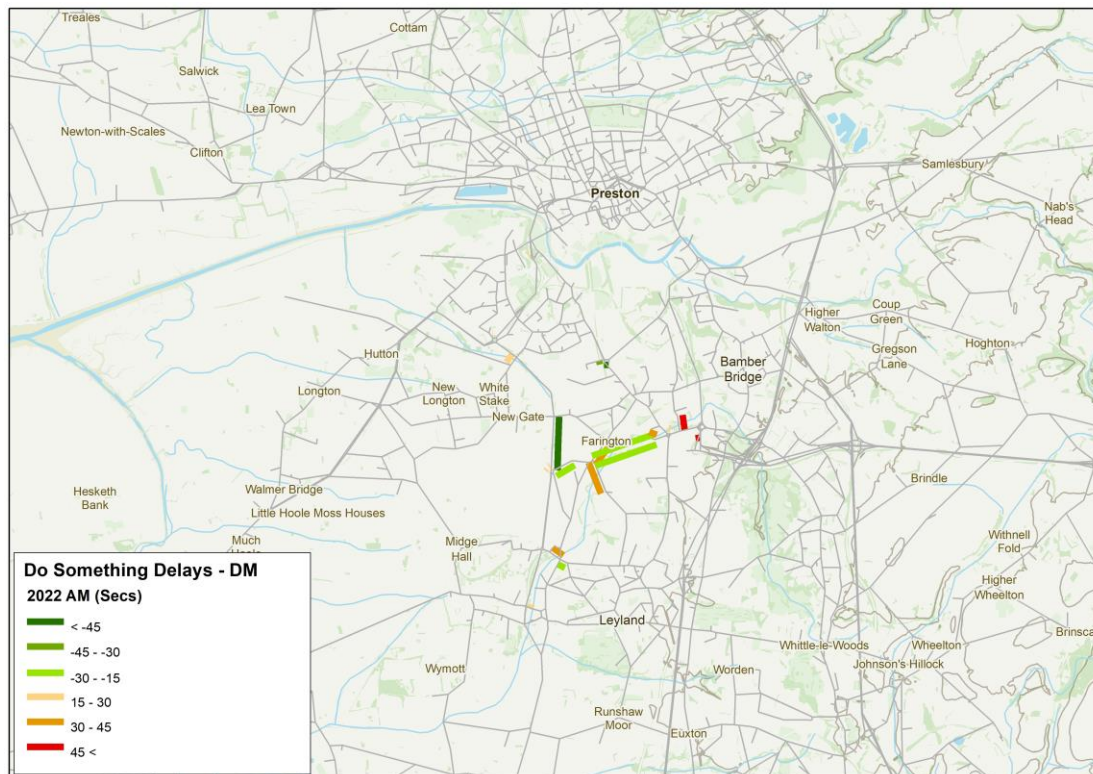 Treales
Cottam
Salwick
Lea Town
Newton-with-Scales
Clifton
Samlesbury
Preston
Nab's
Head
Coup
Green
Higher
Walton
Hoghton
Gregson
Lane
Hutton
Bamber
Bridge
Longton
New
Longton
White
Stake
New Gate
Farington
Brindle
Hesketh
Bank
Walmer Bridge
Little Hoole Moss Houses
Much
Midge
Hall
Withnell
Fold
Higher
Wheelton
Leyland
Brinsca
Whittle-le-Woods
Wheelton
Johnson's Hillock
Wymott
Worden
Runshaw
Moor
Euxton
Do Something Delays - DM
2022 AM (Secs)
< -45
-45 - -30
-30 - -15
15 - 30
30 - 45
45 <